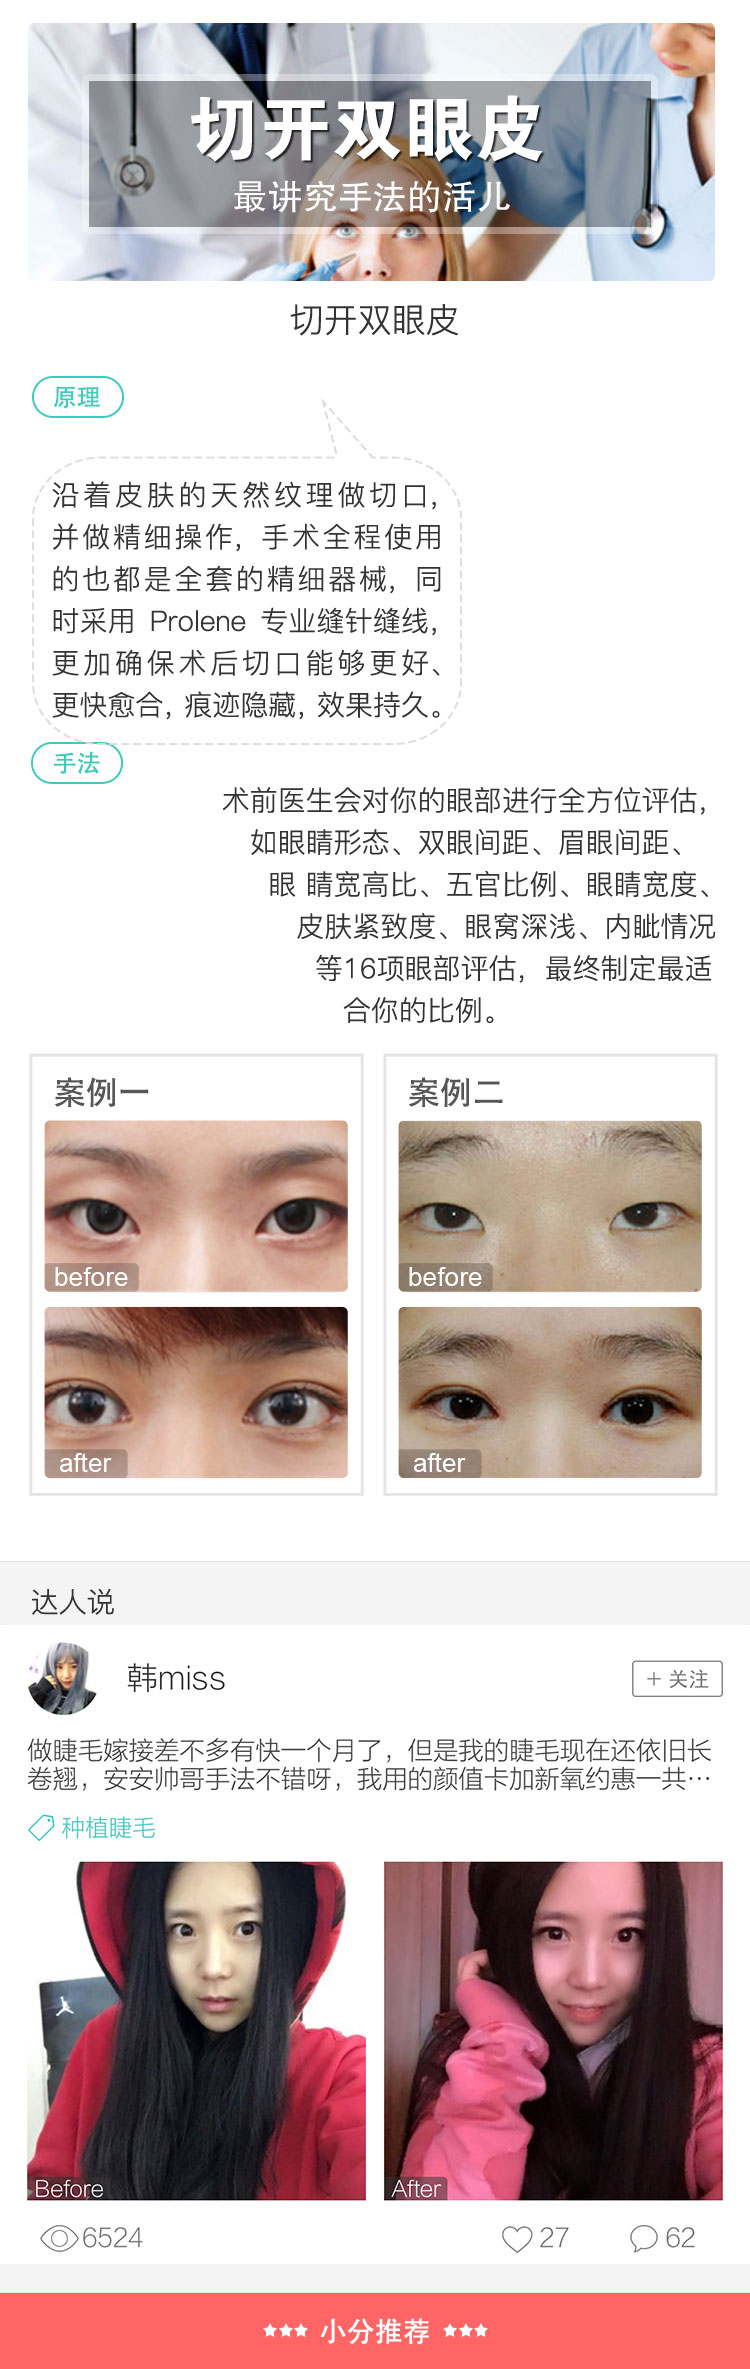 切开双眼皮
最讲究手法的活儿
切开双眼皮
原理
沿着皮肤的天然纹理做切口,
并做精细操作, 手术全程使用
的也都是全套的精细器械, 同
时采用 Prolene 专业缝针缝线,
更加确保术后切口能够更好、
更快愈合, 痕迹隐藏, 效果持久。
手法
术前医生会对你的眼部进行全方位评估,
如眼睛形态、双眼间距、眉眼间距、
眼 睛宽高比、五官比例、眼睛宽度、
皮肤紧致度、眼窝深浅、内眦情况
等16项眼部评估, 最终制定最适
合你的比例。
案例一
案例二
before
before
after
after
达人说
韩miss
+ 关注
做睫毛嫁接差不多有快一个月了，但是我的睫毛现在还依旧长
卷翘，安安帅哥手法不错呀，我用的颜值卡加新氧约惠一共…
种植睫毛
Before
After
6524
27
62
*** 小分推荐 ***